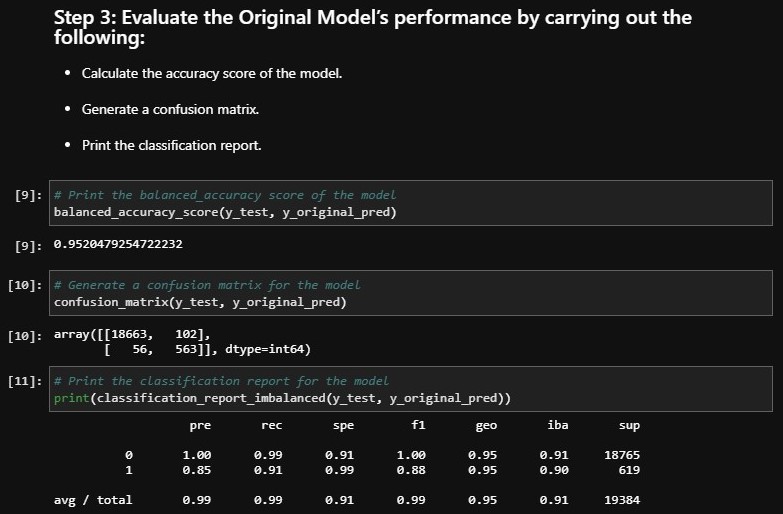 Step 3: Evaluate the Original Model's performance by carrying out the
following:
• Calculate the accuracy score of the model.
• Generate a confusion matrix.
• Print the classification report.
[9]: # Print the balanced_accuracy score of the model
balanced_accuracy_score(y_test, y_original_pred)
[9]: 0.9520479254722232
[10]: # Generate a confusion matrix for the model
confusion_matrix(y_test, y_original_pred)
[10]: array([[18663, 102],
[ 56, 563]], dtype=int64)
[11]: # Print the classification report for the model
print(classification_report_imbalanced(y_test, y_original_pred))
pre rec spe f1 geo iba sup
0 1.00 0.99 0.91 1.00 0.95 0.91 18765
1 0.85 0.91 0.99 0.88 0.95 0.90 619
avg / total 0.99 0.99 0.91 0.99 0.95 0.91 19384